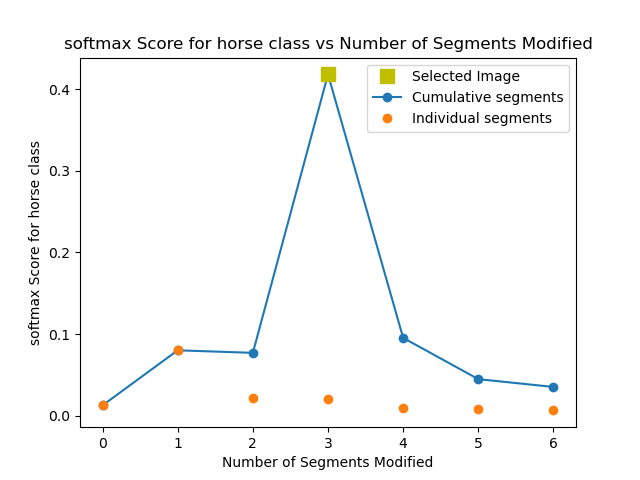 softmax Score for horse class vs Number of Segments Modified
Selected Image
Cumulative segments
Individual segments
softmax Score for horse class
0.4
0.3
0.2
0.1
0.0
0 1 2 3 4 5 6
Number of Segments Modified